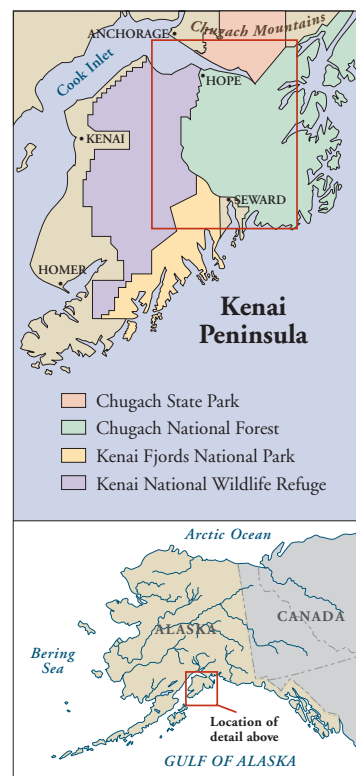 Chugach Mountains
ANCHORAGE
Cook Inlet
HOPE
KENAI
SEWARD
HOMER
Kenai
Peninsula
Chugach State Park
Chugach National Forest
Kenai Fjords National Park
Kenai National Wildlife Refuge
Arctic Ocean
CANADA
ALASKA
Bering
Sea
Location of
detail above
GULF OF ALASKA